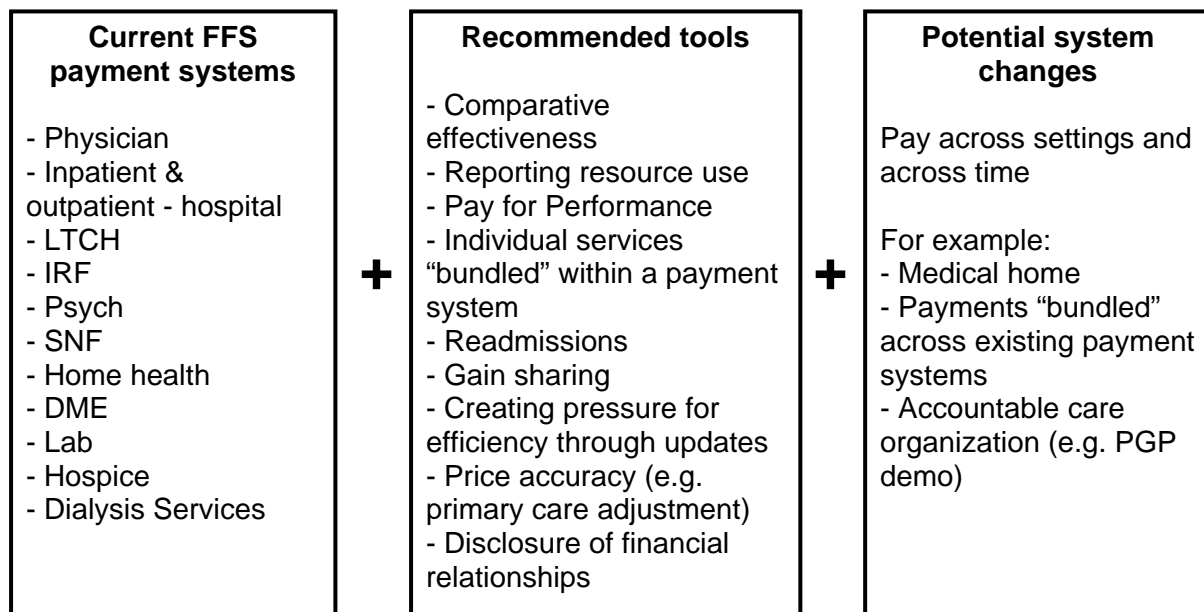 Current FFS
payment systems
- Physician
- Inpatient &
outpatient - hospital
- LTCH
- IRF
- Psych
- SNF
- Home health
- DME
- Lab
- Hospice
- Dialysis Services
+
Recommended tools
- Comparative
effectiveness
- Reporting resource use
- Pay for Performance
- Individual services
“bundled” within a payment
system
- Readmissions
- Gain sharing
- Creating pressure for
efficiency through updates
- Price accuracy (e.g.
primary care adjustment)
- Disclosure of financial
relationships
+
Potential system
changes
Pay across settings and
across time
For example:
- Medical home
- Payments “bundled”
across existing payment
systems
- Accountable care
organization (e.g. PGP
demo)